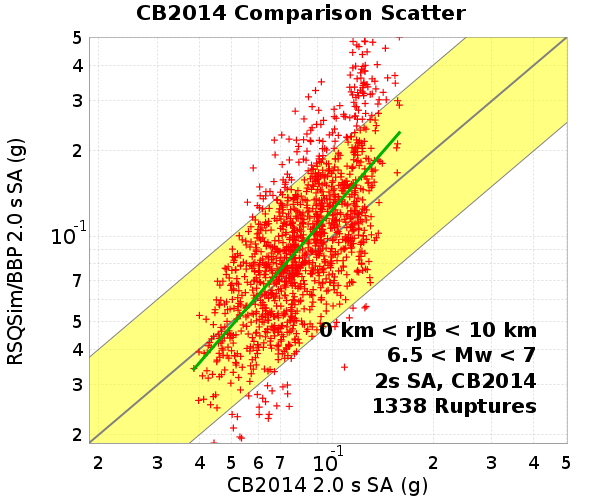 CB2014 Comparison Scatter
RSQSim/BBP 2.0 s SA (g)
5
4
3
2
10-1
7
5
4
3
2
0 km < rJB < 10 km
6.5 < Mw < 7
2s SA, CB2014
1338 Ruptures
2 3 4 5 6 7 10-1 2 3 4 5
CB2014 2.0 s SA (g)